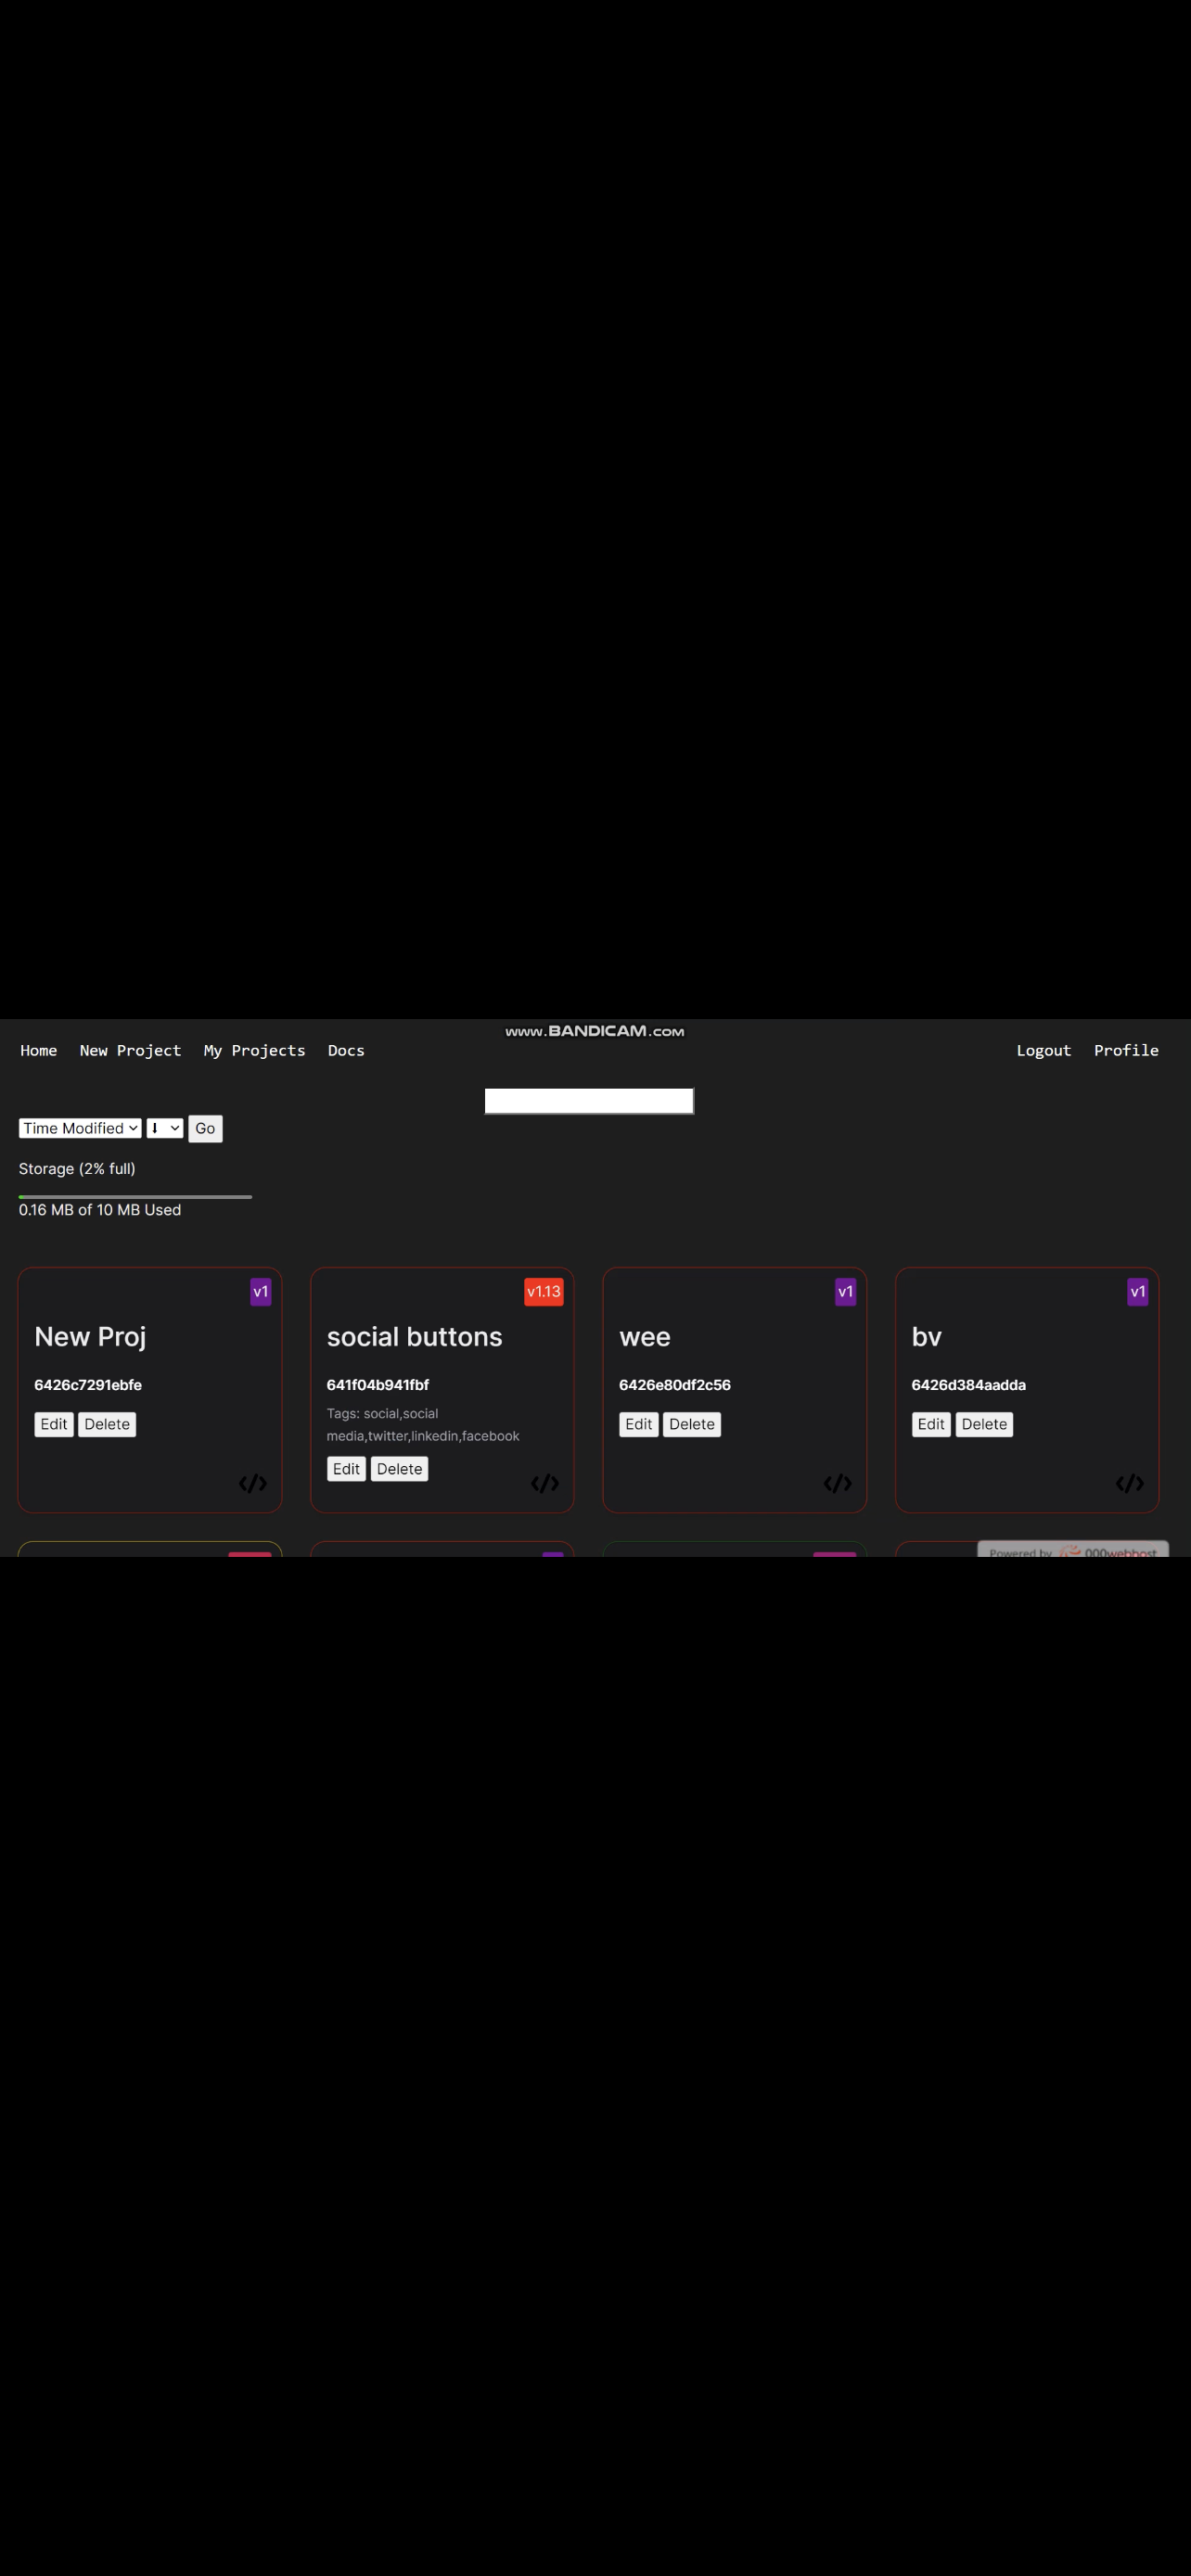 www.BANDICAM.com
Home New Project My Projects Docs Logout Profile
Time Modified Go
Storage (2% full)
0.16 MB of 10 MB Used
v1 v1.13 v1 v1
New Proj social buttons wee bv
6426c7291ebfe 641f04b941fbf 6426e80df2c56 6426d384aadda
Tags: social,social
media,twitter,linkedin,facebook
Edit Delete Edit Delete Edit Delete Edit Delete
</> </> </> </>
Powered by 000webhost